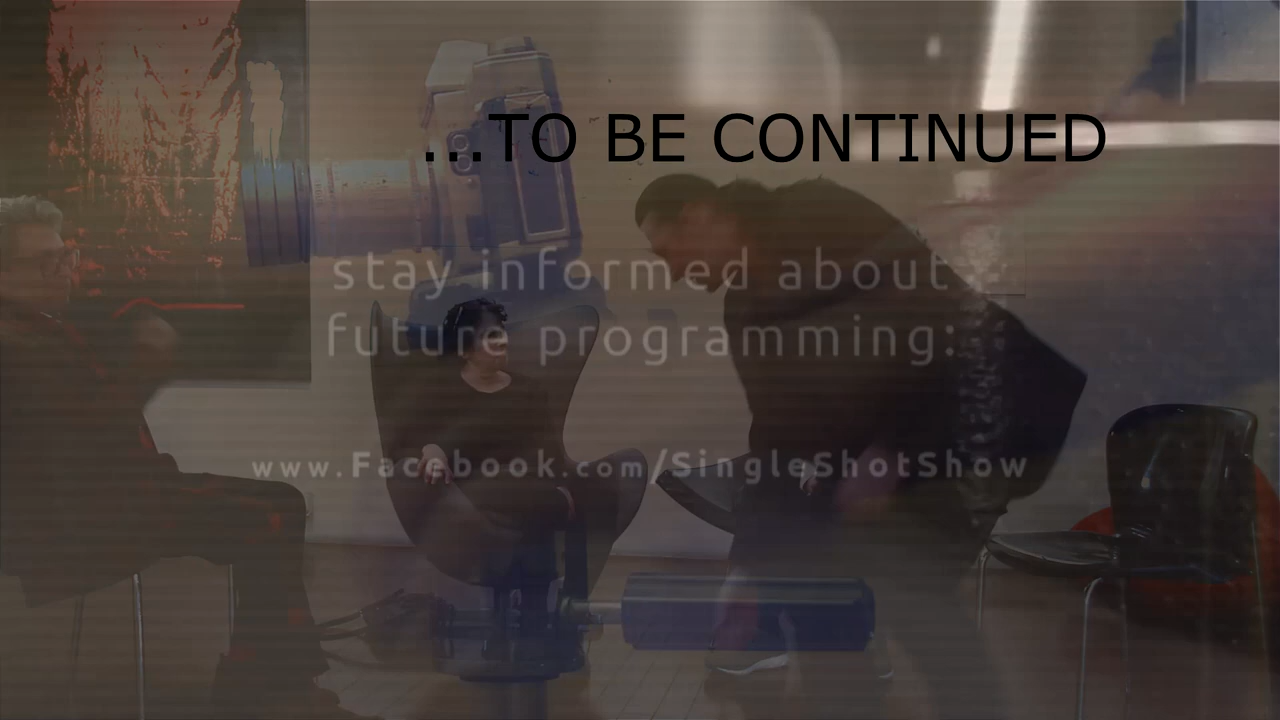 ...TO BE CONTINUED
stay informed about
future programming:
www.Facebook.com/SingleShotShow